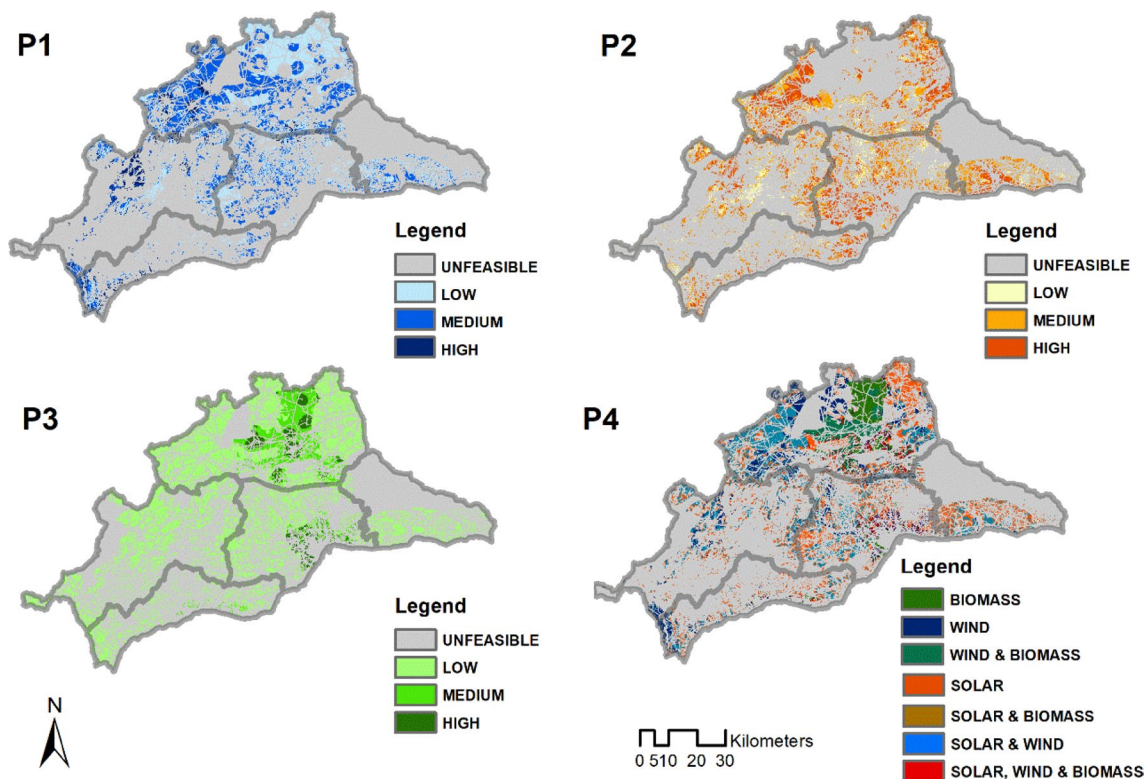 P1
Legend
UNFEASIBLE
LOW
MEDIUM
HIGH
P2
Legend
UNFEASIBLE
LOW
MEDIUM
HIGH
P3
Legend
UNFEASIBLE
LOW
MEDIUM
HIGH
N
P4
Legend
BIOMASS
WIND
WIND & BIOMASS
SOLAR
SOLAR & BIOMASS
SOLAR & WIND
SOLAR, WIND & BIOMASS
Kilometers
0 510 20 30